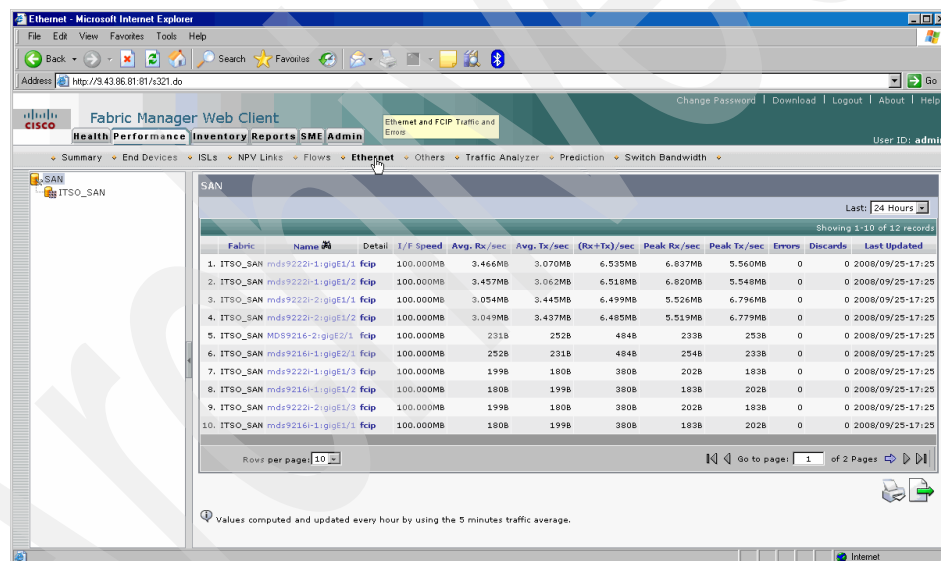 Ethernet - Microsoft Internet Explorer
File Edit View Favorites Tools Help
Back Search Favorites
Address http://9.43.86.81:81/s321.do Go
Change Password | Download | Logout | About | Help
CISCO
Fabric Manager Web Client
Ethernet and FCIP Traffic and
Errors
Health Performance Inventory Reports SME Admin
User ID: admi
Summary End Devices ISLs NPV Links Flows Ethernet Others Traffic Analyzer Prediction Switch Bandwidth
SAN
ITSO_SAN
SAN
Last: 24 Hours
Showing 1-10 of 12 records
Fabric Name Detail I/F Speed Avg. Rx/sec Avg. Tx/sec (Rx+Tx)/sec Peak Rx/sec Peak Tx/sec Errors Discards Last Updated
1. ITSO_SAN mds9222i-1:gigE1/1 fcip 100.000MB 3.466MB 3.070MB 6.535MB 6.837MB 5.560MB 0 0 2008/09/25-17:25
2. ITSO_SAN mds9222i-1:gigE1/2 fcip 100.000MB 3.457MB 3.062MB 6.518MB 6.820MB 5.548MB 0 0 2008/09/25-17:25
3. ITSO_SAN mds9222i-2:gigE1/1 fcip 100.000MB 3.054MB 3.445MB 6.499MB 5.526MB 6.796MB 0 0 2008/09/25-17:25
4. ITSO_SAN mds9222i-2:gigE1/2 fcip 100.000MB 3.049MB 3.437MB 6.485MB 5.519MB 6.779MB 0 0 2008/09/25-17:25
5. ITSO_SAN MDS9216-2:gigE2/1 fcip 100.000MB 231B 252B 484B 233B 253B 0 0 2008/09/25-17:25
6. ITSO_SAN mds9216i-1:gigE2/1 fcip 100.000MB 252B 231B 484B 254B 233B 0 0 2008/09/25-17:25
7. ITSO_SAN mds9222i-1:gigE1/3 fcip 100.000MB 199B 180B 380B 202B 183B 0 0 2008/09/25-17:25
8. ITSO_SAN mds9216i-1:gigE1/2 fcip 100.000MB 180B 199B 380B 183B 202B 0 0 2008/09/25-17:25
9. ITSO_SAN mds9222i-2:gigE1/3 fcip 100.000MB 199B 180B 380B 202B 183B 0 0 2008/09/25-17:25
10. ITSO_SAN mds9216i-1:gigE1/1 fcip 100.000MB 180B 199B 380B 183B 202B 0 0 2008/09/25-17:25
Rows per page: 10 Go to page: 1 of 2 Pages
Values computed and updated every hour by using the 5 minutes traffic average.
Internet